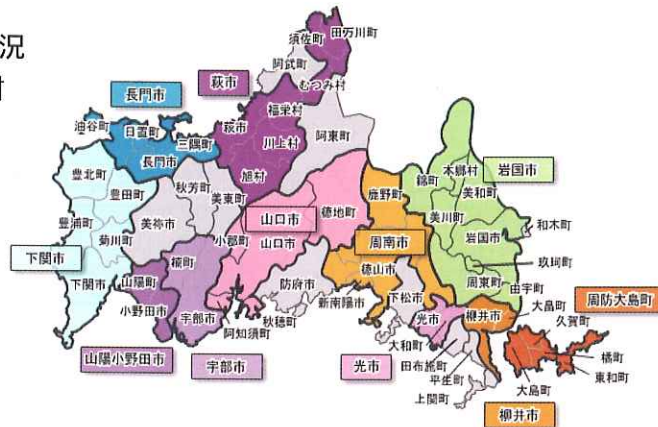 況
田万川町
須佐町
阿武町
むつみ村
萩市
長門市
福栄村
油谷町
日置町
三隅町
萩市
川上村
阿東町
長門市
旭村
豊北町
豊田町
秋芳町
美東町
徳地町
鹿野町
錦町
本郷村
美和町
岩国市
豊浦町
菊川町
美祢市
小郡町
山口市
山口市
周南市
美川町
岩国市
和木町
下関市
下関市
山陽町
楠町
防府市
徳山市
玖珂町
周東町
由宇町
小野田市
宇部市
阿知須町
秋穂町
新南陽市
下松市
光市
柳井市
大畠町
周防大島町
久賀町
橘町
東和町
大島町
大和町
田布施町
平生町
上関町
山陽小野田市
宇部市
光市
柳井市